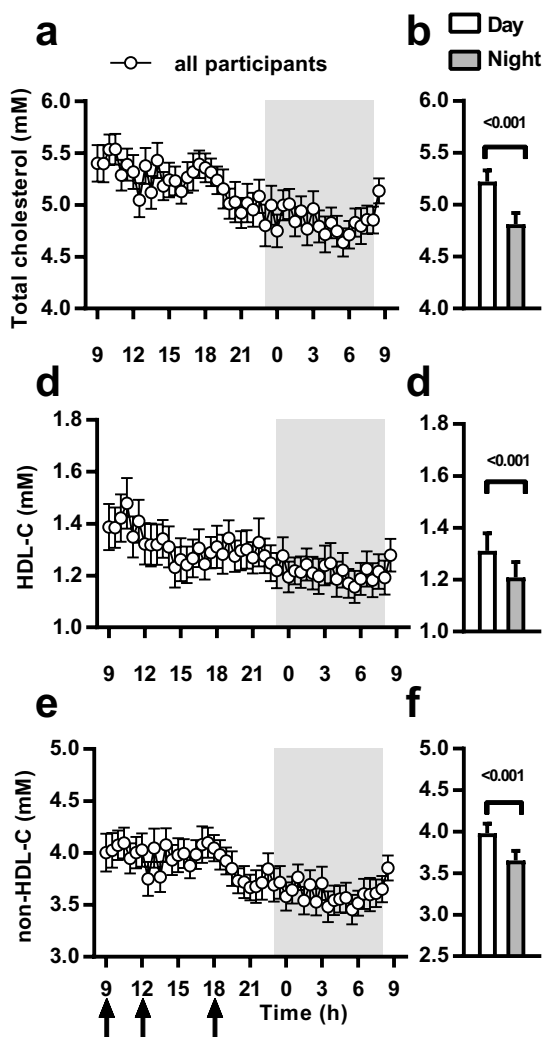 a
b
Day
Night
all participants
Total cholesterol (mM)
6.0
5.5
5.0
4.5
4.0
9 12 15 18 21 0 3 6 9
6.0
5.5
5.0
4.5
4.0
<0.001
d
d
HDL-C (mM)
1.8
1.6
1.4
1.2
1.0
9 12 15 18 21 0 3 6 9
1.8
1.6
1.4
1.2
1.0
<0.001
e
f
non-HDL-C (mM)
5.0
4.5
4.0
3.5
3.0
9 12 15 18 21 0 3 6 9
Time (h)
5.0
4.5
4.0
3.5
3.0
2.5
<0.001